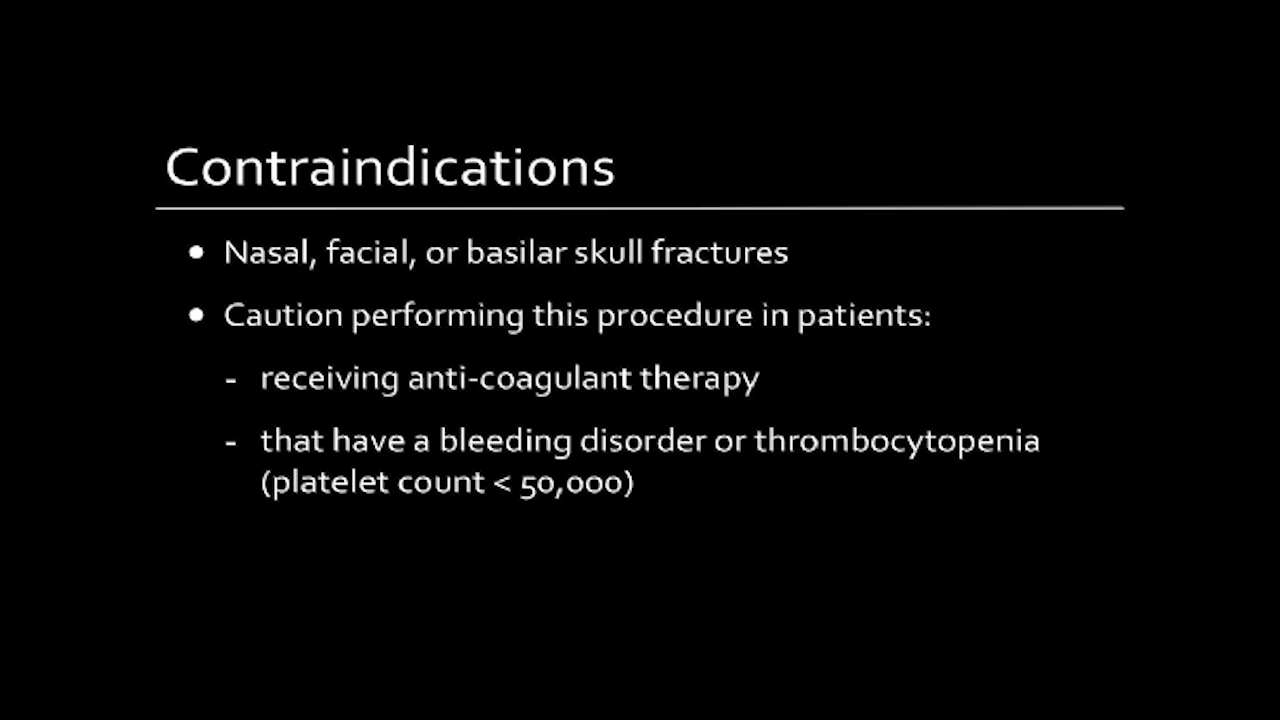 Contraindications
• Nasal, facial, or basilar skull fractures
• Caution performing this procedure in patients:
- receiving anti-coagulant therapy
- that have a bleeding disorder or thrombocytopenia
(platelet count < 50,000)